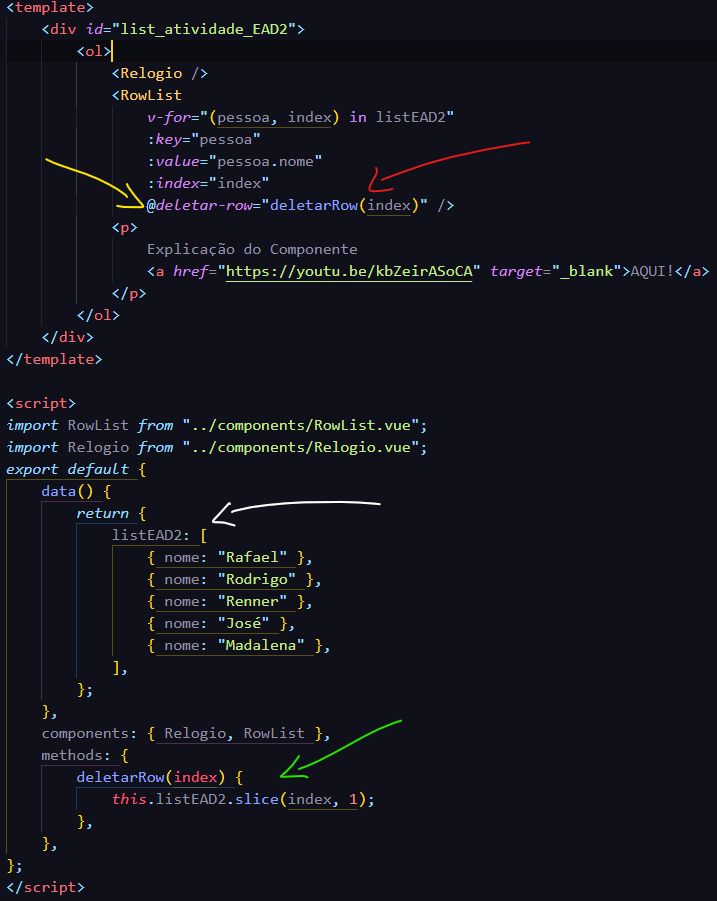 <template>
<div id="list_atividade_EAD2">
<ol>
<Relogio />
<RowList
v-for="(pessoa, index) in listEAD2"
:key="pessoa"
:value="pessoa.nome"
:index="index"
@deletar-row="deletarRow(index)" />
<p>
Explicação do Componente
<a href="https://youtu.be/kbZeirASoCA" target="_blank">AQUI!</a>
</p>
</ol>
</div>
</template>
<script>
import RowList from "../components/RowList.vue";
import Relogio from "../components/Relogio.vue";
export default {
data() {
return {
listEAD2: [
{ nome: "Rafael" },
{ nome: "Rodrigo" },
{ nome: "Renner" },
{ nome: "José" },
{ nome: "Madalena" },
],
};
},
components: { Relogio, RowList },
methods: {
deletarRow(index) {
this.listEAD2.slice(index, 1);
},
},
};
</script>